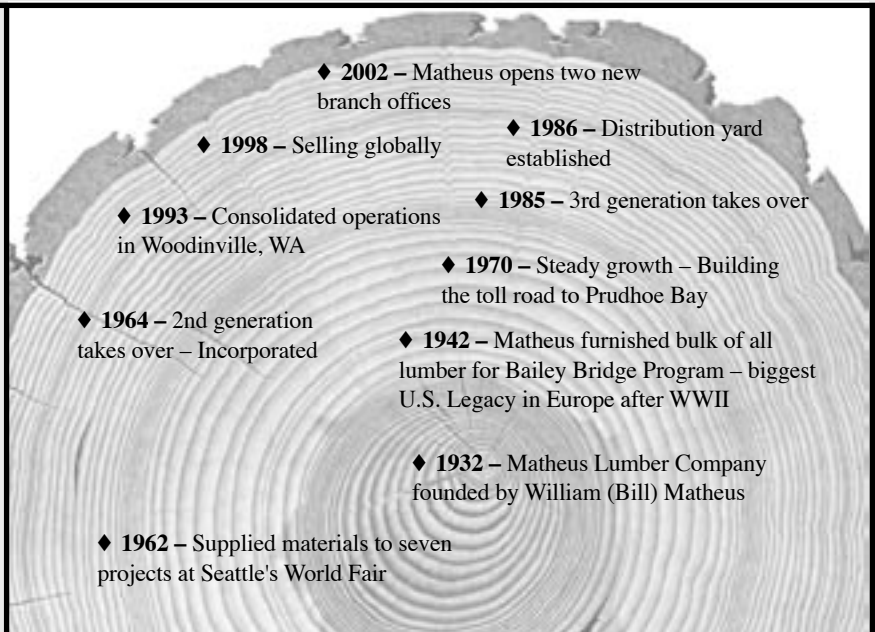 ♦ 2002 – Matheus opens two new
branch offices
♦ 1998 – Selling globally
♦ 1986 – Distribution yard
established
♦ 1985 – 3rd generation takes over
♦ 1993 – Consolidated operations
in Woodinville, WA
♦ 1970 – Steady growth – Building
the toll road to Prudhoe Bay
♦ 1964 – 2nd generation
takes over – Incorporated
♦ 1942 – Matheus furnished bulk of all
lumber for Bailey Bridge Program – biggest
U.S. Legacy in Europe after WWII
♦ 1932 – Matheus Lumber Company
founded by William (Bill) Matheus
♦ 1962 – Supplied materials to seven
projects at Seattle's World Fair